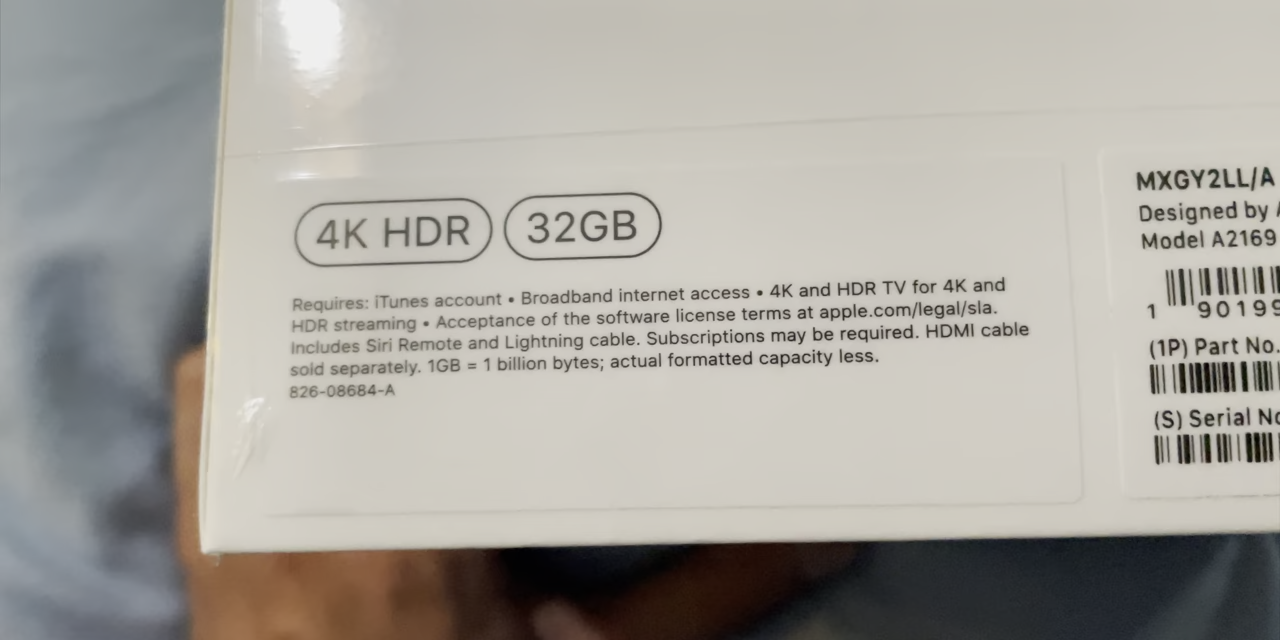 4K HDR 32GB
Requires: iTunes account • Broadband internet access • 4K and HDR TV for 4K and
HDR streaming • Acceptance of the software license terms at apple.com/legal/sla.
Includes Siri Remote and Lightning cable. Subscriptions may be required. HDMI cable
sold separately. 1GB = 1 billion bytes; actual formatted capacity less.
826-08684-A
MXGY2LL/A
Designed by
Model A2169
1 90199
(1P) Part No.
(S) Serial